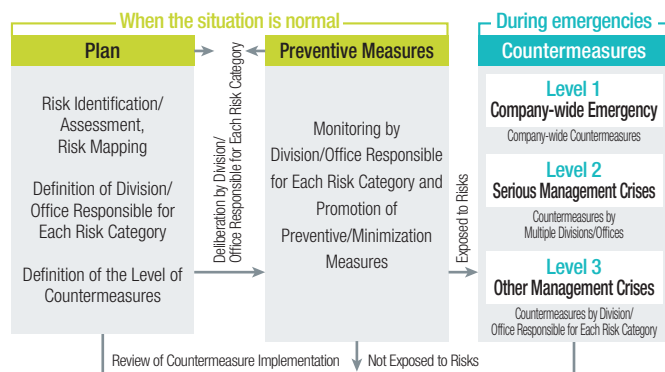 When the situation is normal
During emergencies
Plan
Risk Identification/
Assessment,
Risk Mapping
Definition of Division/
Office Responsible for
Each Risk Category
Definition of the Level of
Countermeasures
Deliberation by Division/
Office Responsible for Each Risk Category
Preventive Measures
Monitoring by
Division/Office Responsible
for Each Risk Category and
Promotion of
Preventive/Minimization
Measures
Exposed to Risks
Countermeasures
Level 1
Company-wide Emergency
Company-wide Countermeasures
Level 2
Serious Management Crises
Countermeasures by
Multiple Divisions/Offices
Level 3
Other Management Crises
Countermeasures by Division/
Office Responsible for Each Risk Category
Review of Countermeasure Implementation
Not Exposed to Risks